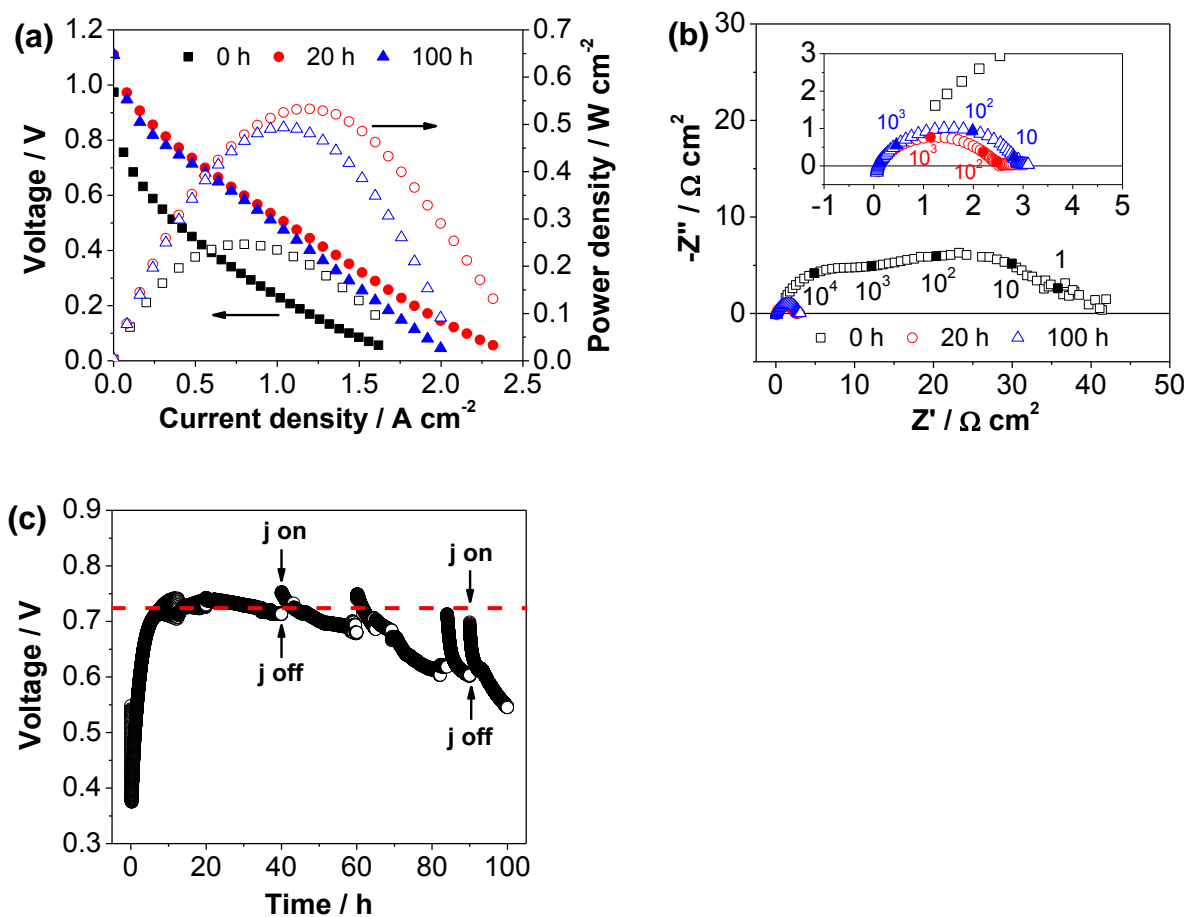 (a)
0 h 20 h 100 h
Voltage / V
1.2
1.0
0.8
0.6
0.4
0.2
0.0
Power density / W cm⁻²
0.7
0.6
0.5
0.4
0.3
0.2
0.1
0.0
0.0 0.5 1.0 1.5 2.0 2.5
Current density / A cm⁻²
(b)
-Z'' / Ω cm²
30
20
10
0
3
2
1
0
10³ 10² 10
10³ 10²
-1 0 1 2 3 4 5
10⁴ 10³ 10² 10 1
0 h 20 h 100 h
0 10 20 30 40 50
Z' / Ω cm²
(c)
Voltage / V
0.9
0.8
0.7
0.6
0.5
0.4
0.3
j on
j off
j on
j off
0 20 40 60 80 100
Time / h